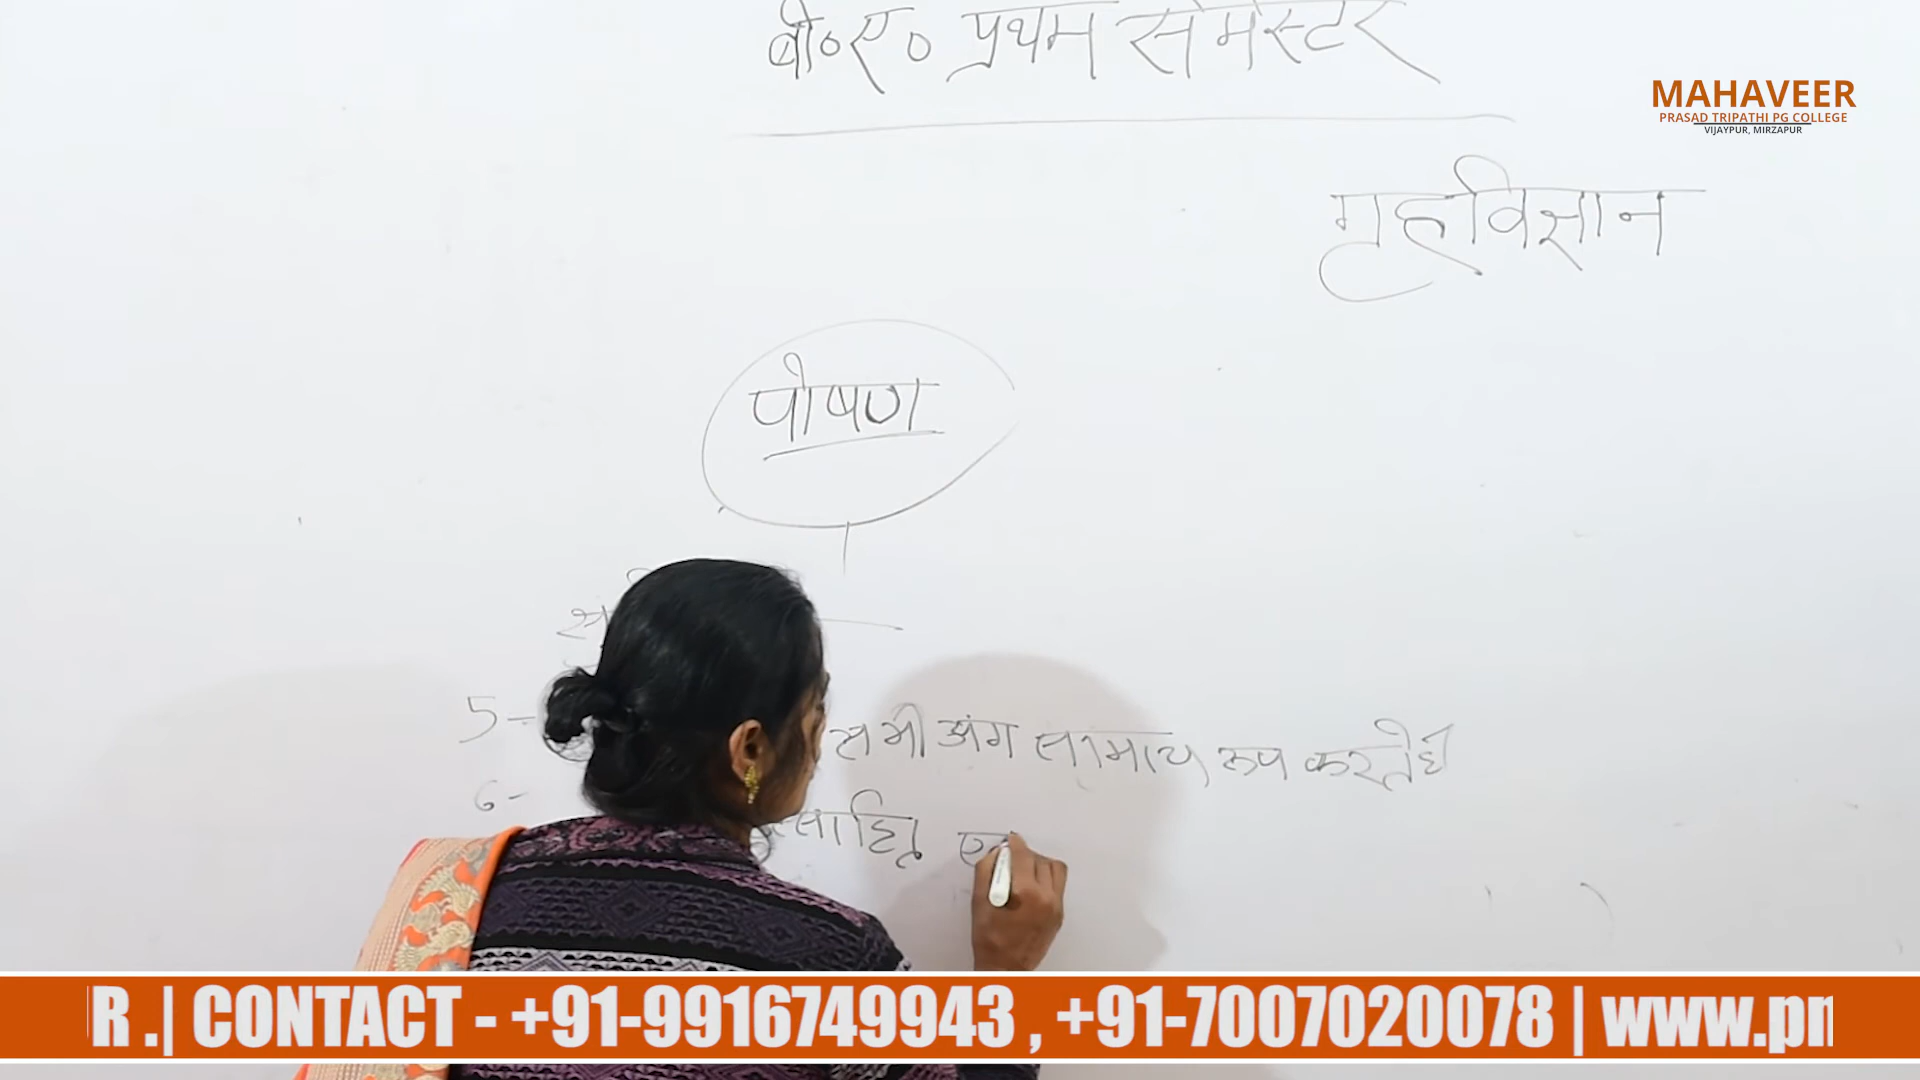 बी०ए० प्रथम सेमेस्टर
MAHAVEER
PRASAD TRIPATHI PG COLLEGE
VIJAYPUR, MIRZAPUR
गृहविज्ञान
पोषण
5-
सभी अंग सामान्य रूप करते है
6-
R .| CONTACT - +91-9916749943 , +91-7007020078 | www.pm